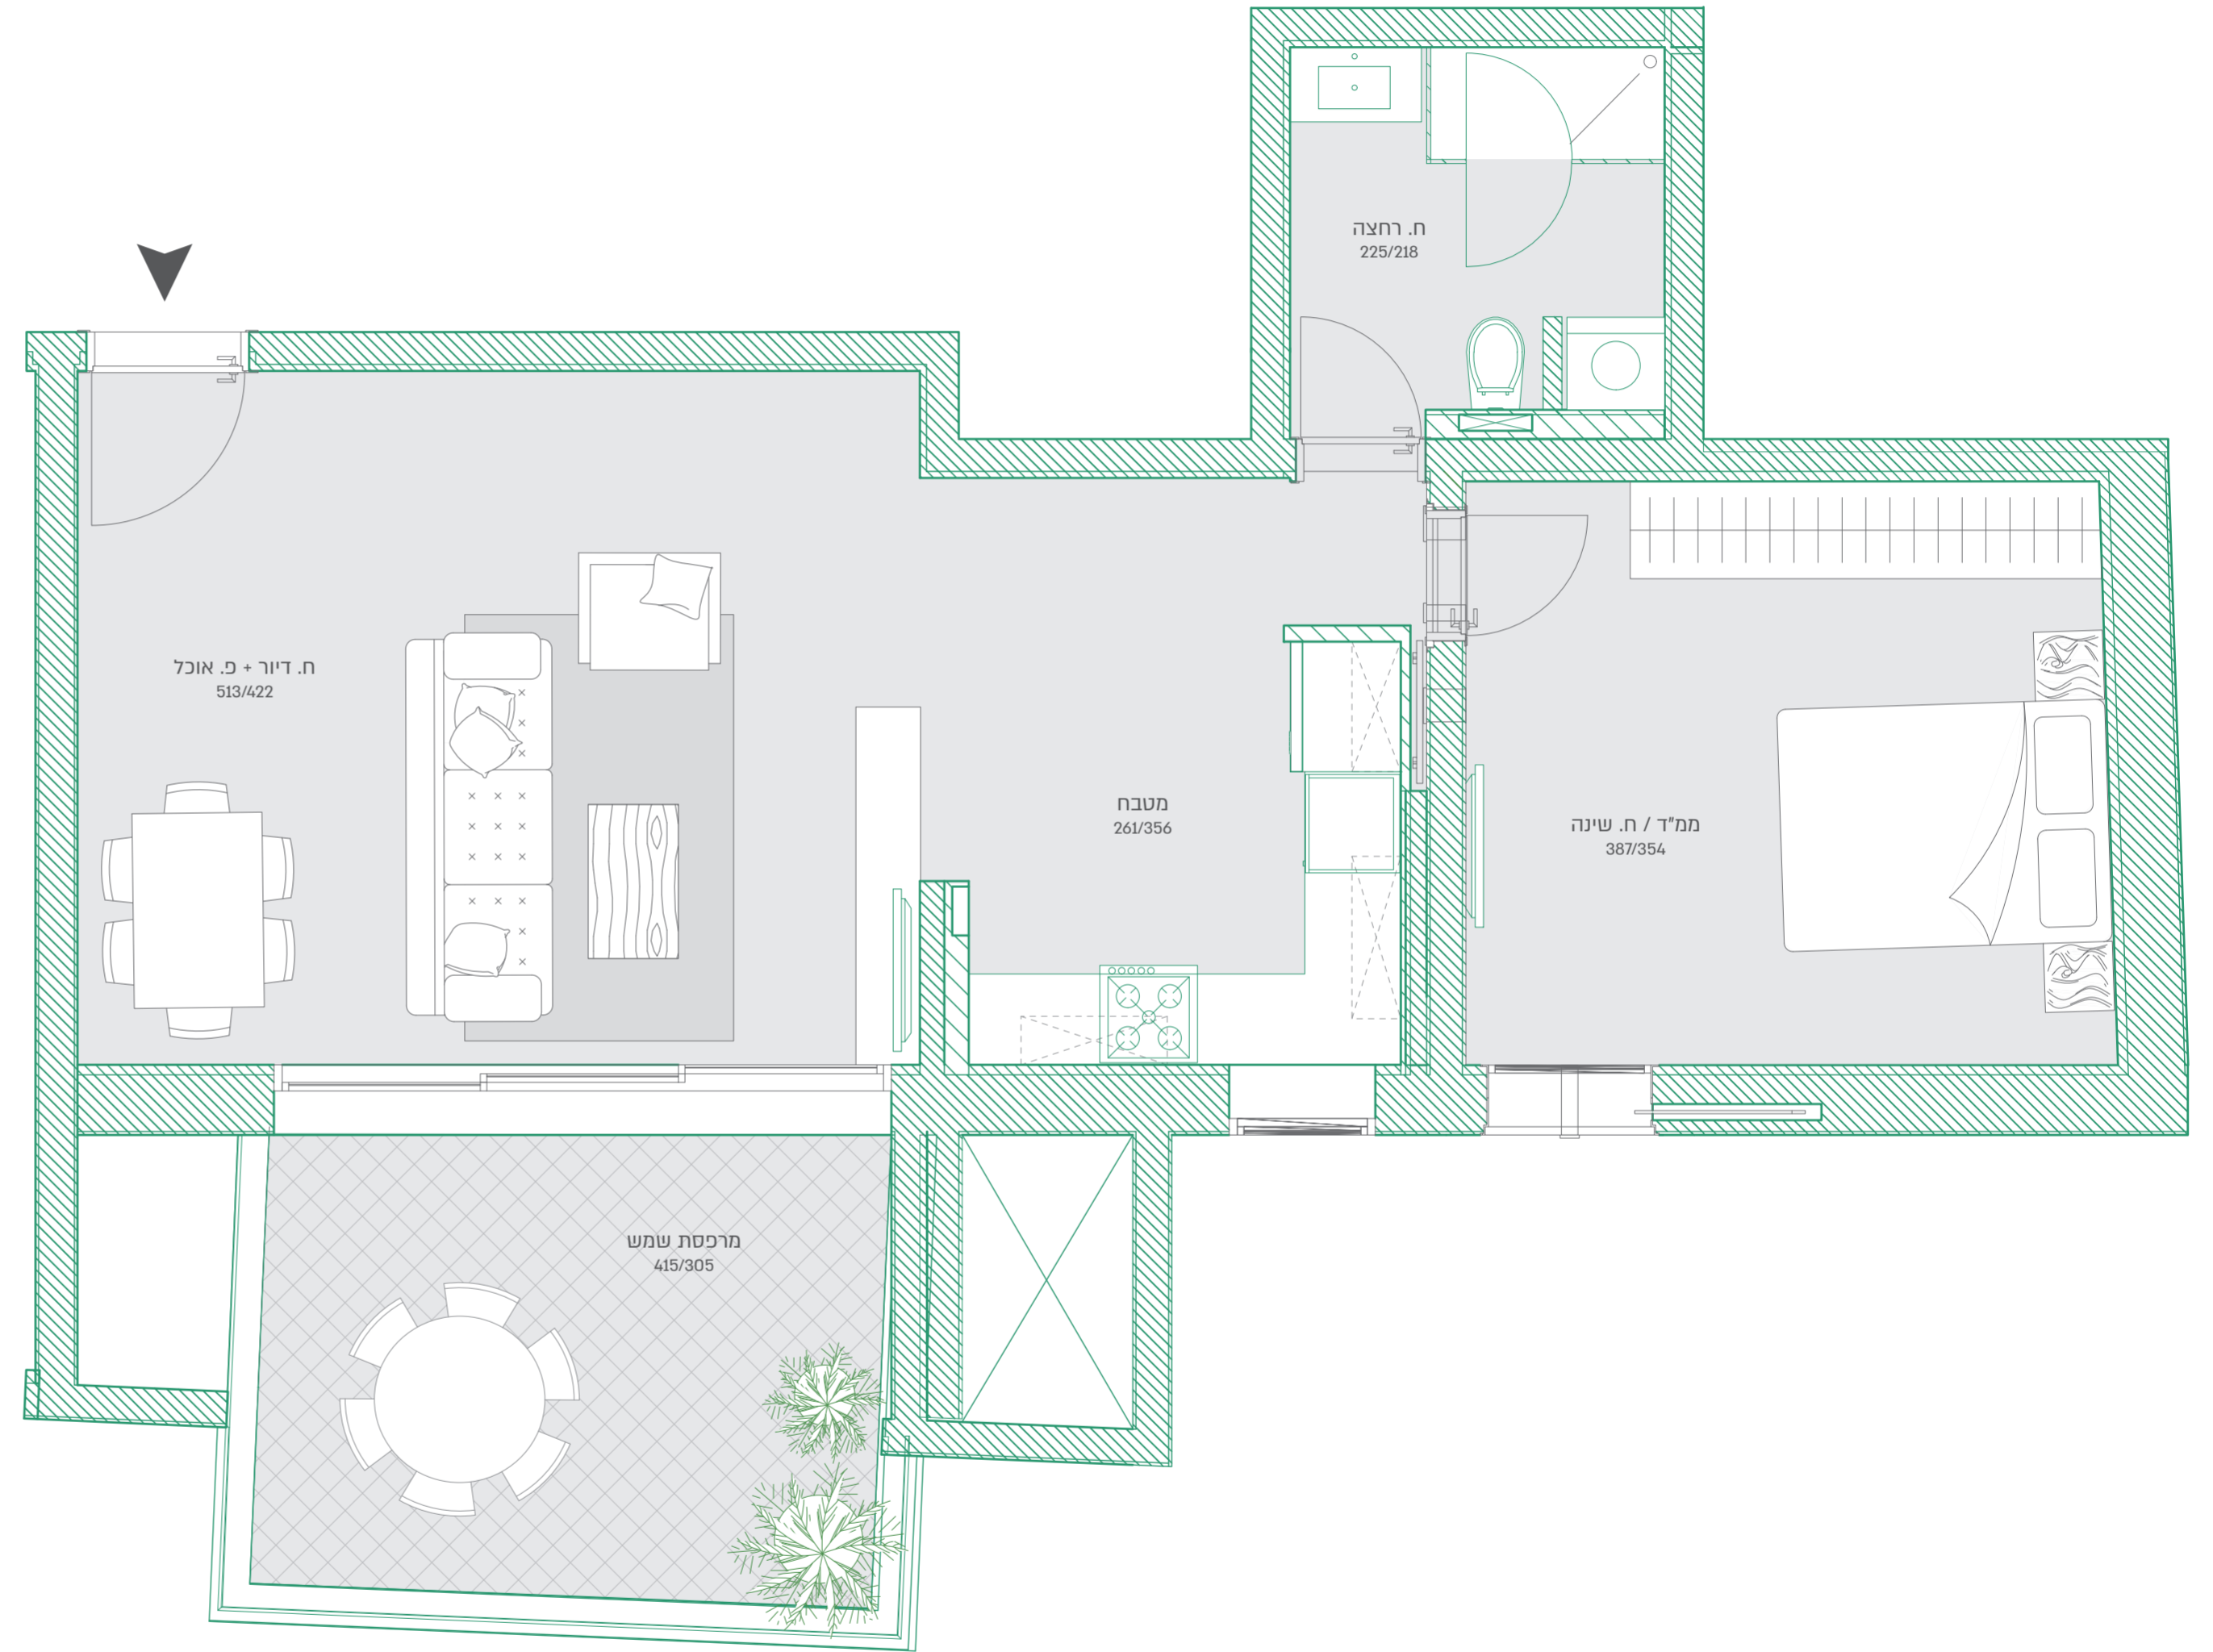 ח. רחצה
225/218
ח. דיור + פ. אוכל
513/422
מטבח
261/356
ממ"ד / ח. שינה
387/354
מרפסת שמש
415/305